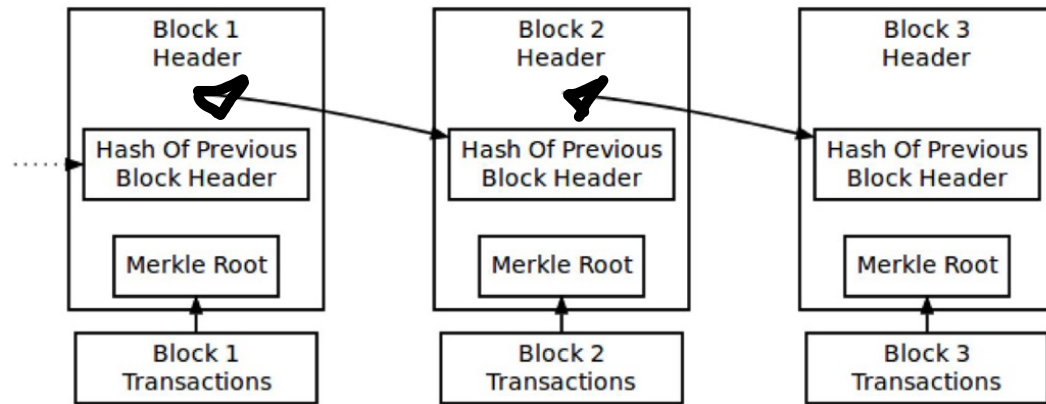 Block 1
Header
Hash Of Previous
Block Header
Merkle Root
Block 1
Transactions
Block 2
Header
Hash Of Previous
Block Header
Merkle Root
Block 2
Transactions
Block 3
Header
Hash Of Previous
Block Header
Merkle Root
Block 3
Transactions